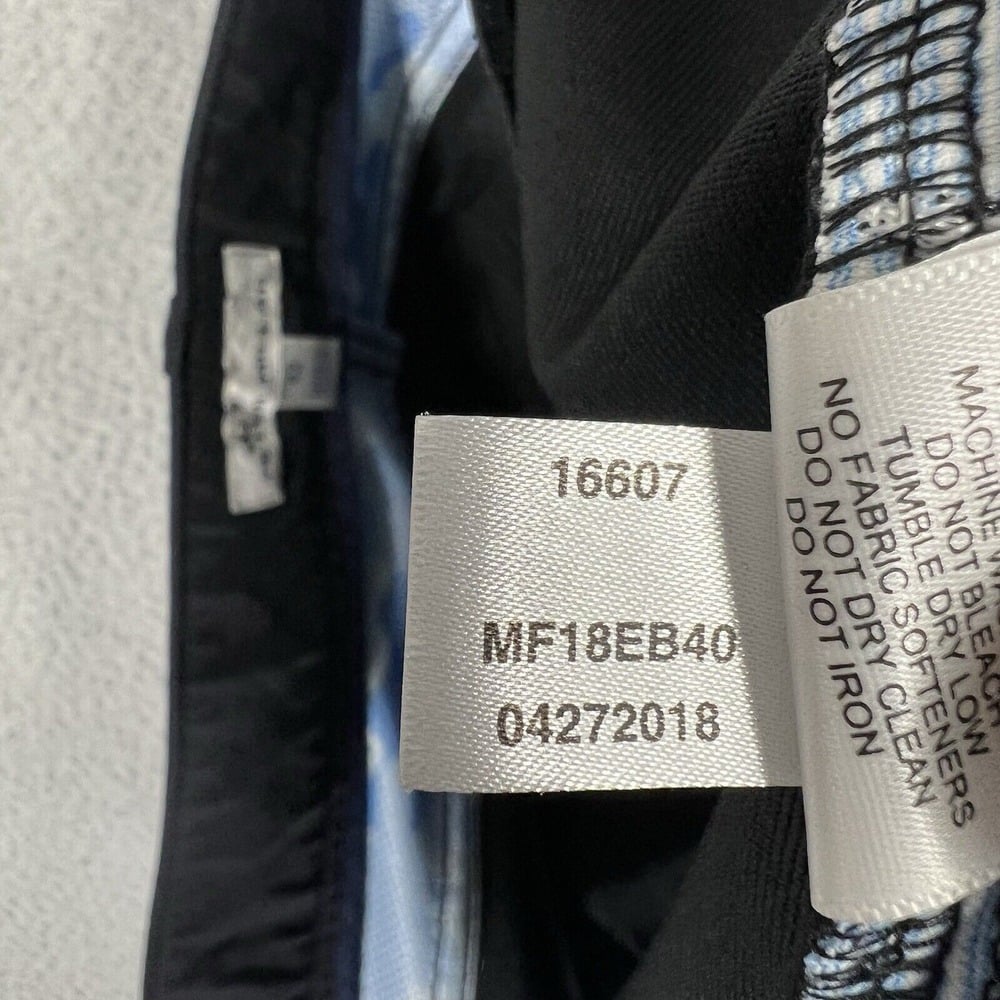 16607
MF18EB40
04272018
MACHINE
DO NOT BLEACH
TUMBLE DRY LOW
NO FABRIC SOFTENERS
DO NOT DRY CLEAN
DO NOT IRON